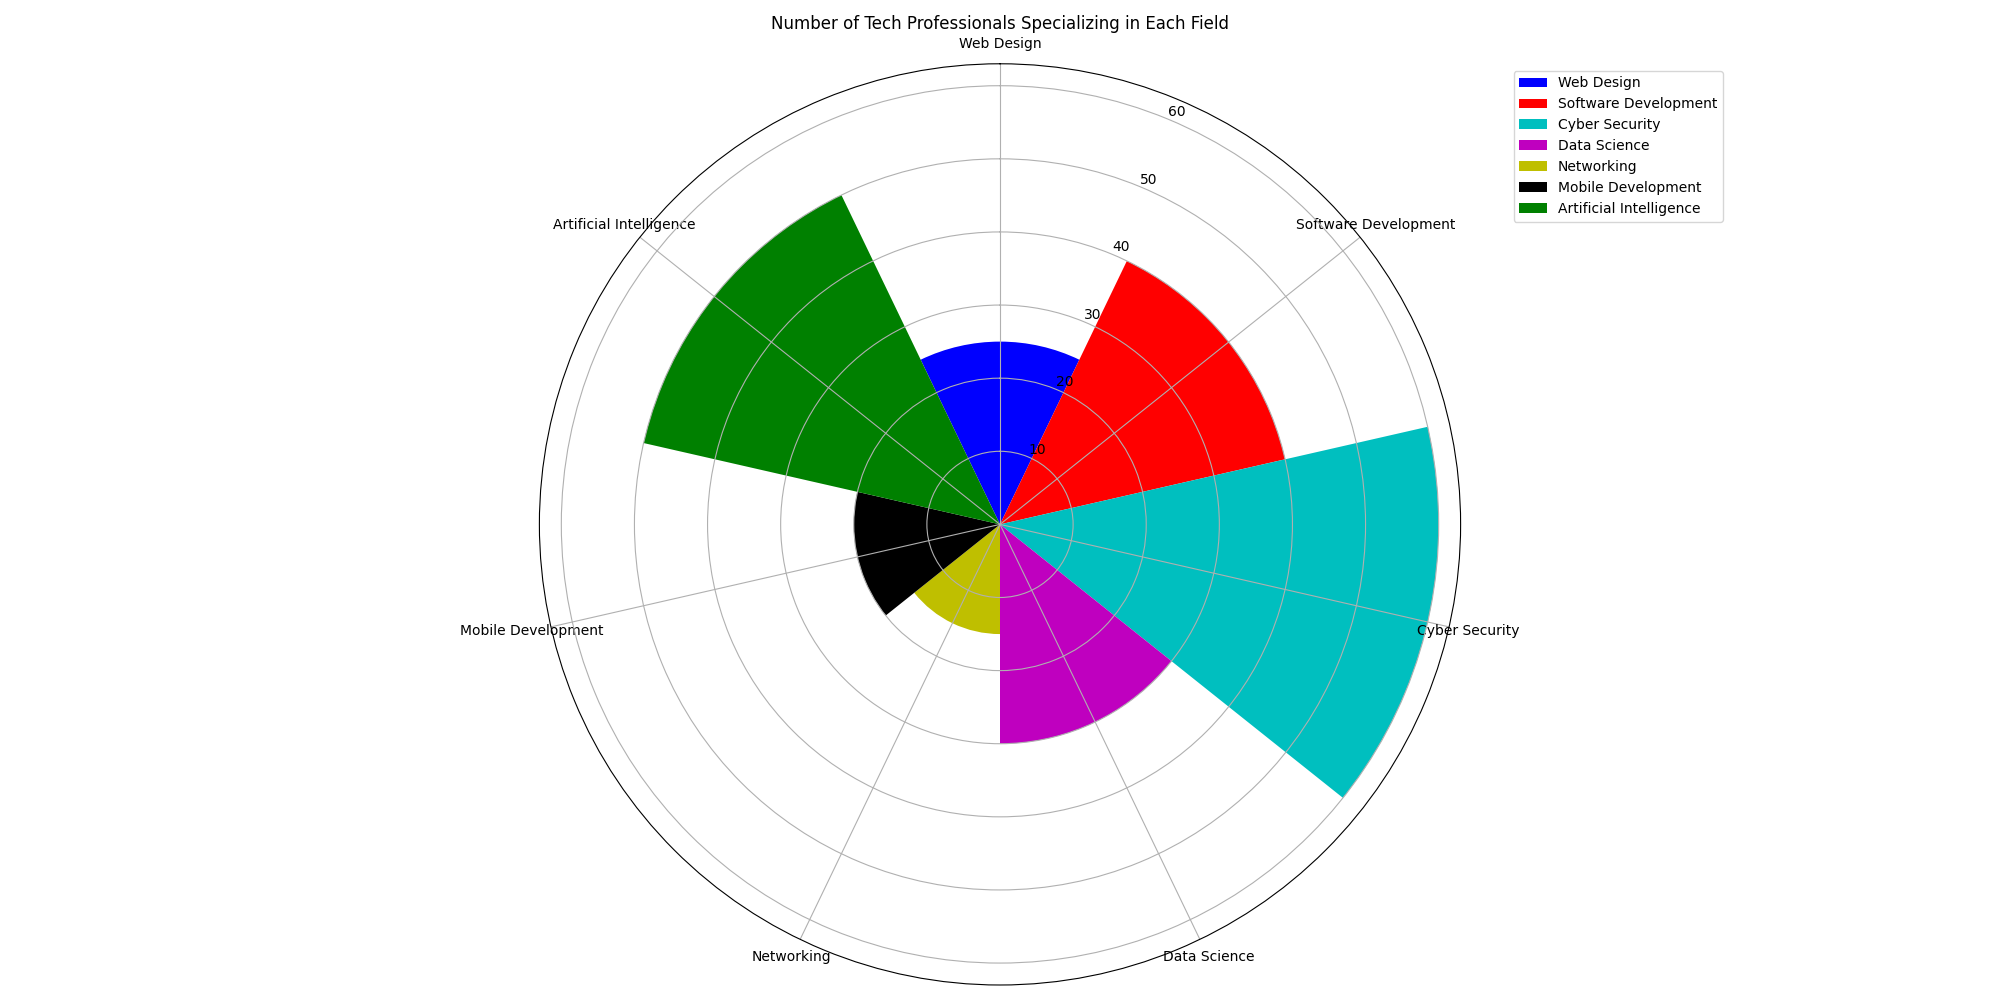 Number of Tech Professionals Specializing in Each Field
Web Design
Web Design
Software Development
Cyber Security
Data Science
Networking
Mobile Development
Artificial Intelligence
60
50
Artificial Intelligence
Software Development
40
30
20
10
Mobile Development
Cyber Security
Networking
Data Science